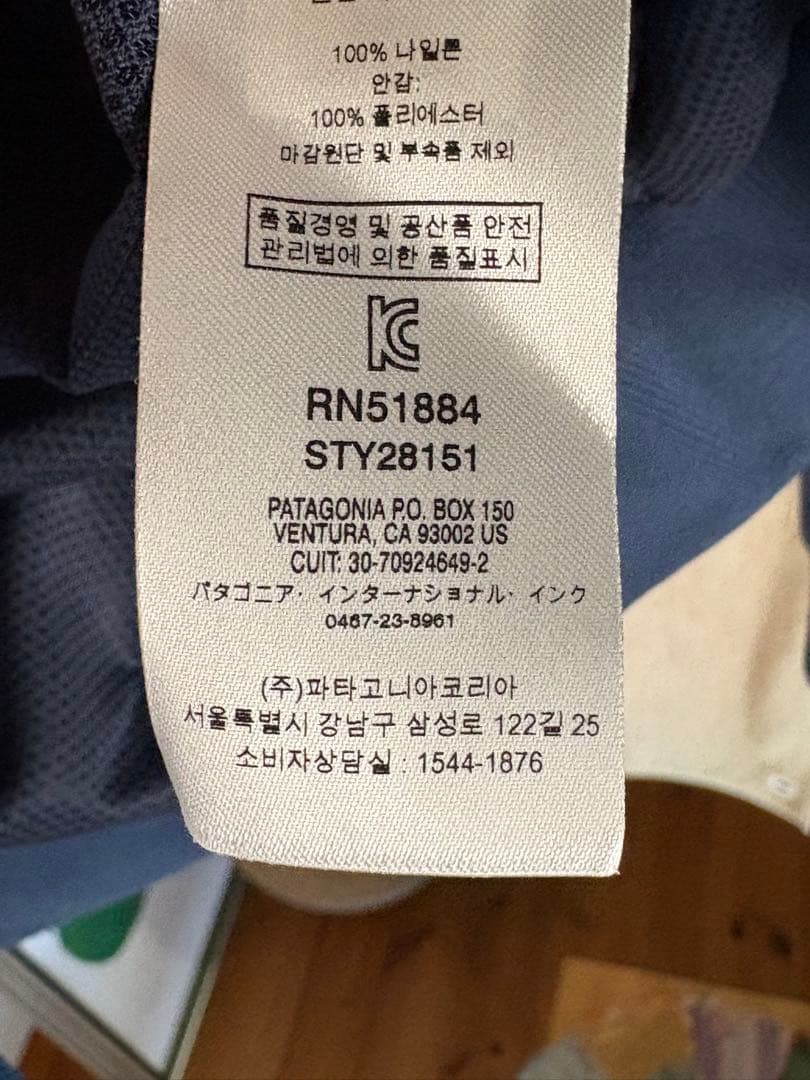 100% 나일론
안감:
100% 폴리에스터
마감원단 및 부속품 제외
품질경영 및 공산품 안전
관리법에 의한 품질표시
KC
RN51884
STY28151
PATAGONIA P.O. BOX 150
VENTURA, CA 93002 US
CUIT: 30-70924649-2
パタゴニア・インターナショナル・インク
0467-23-8961
(주)파타고니아코리아
서울특별시 강남구 삼성로 122길 25
소비자상담실 : 1544-1876